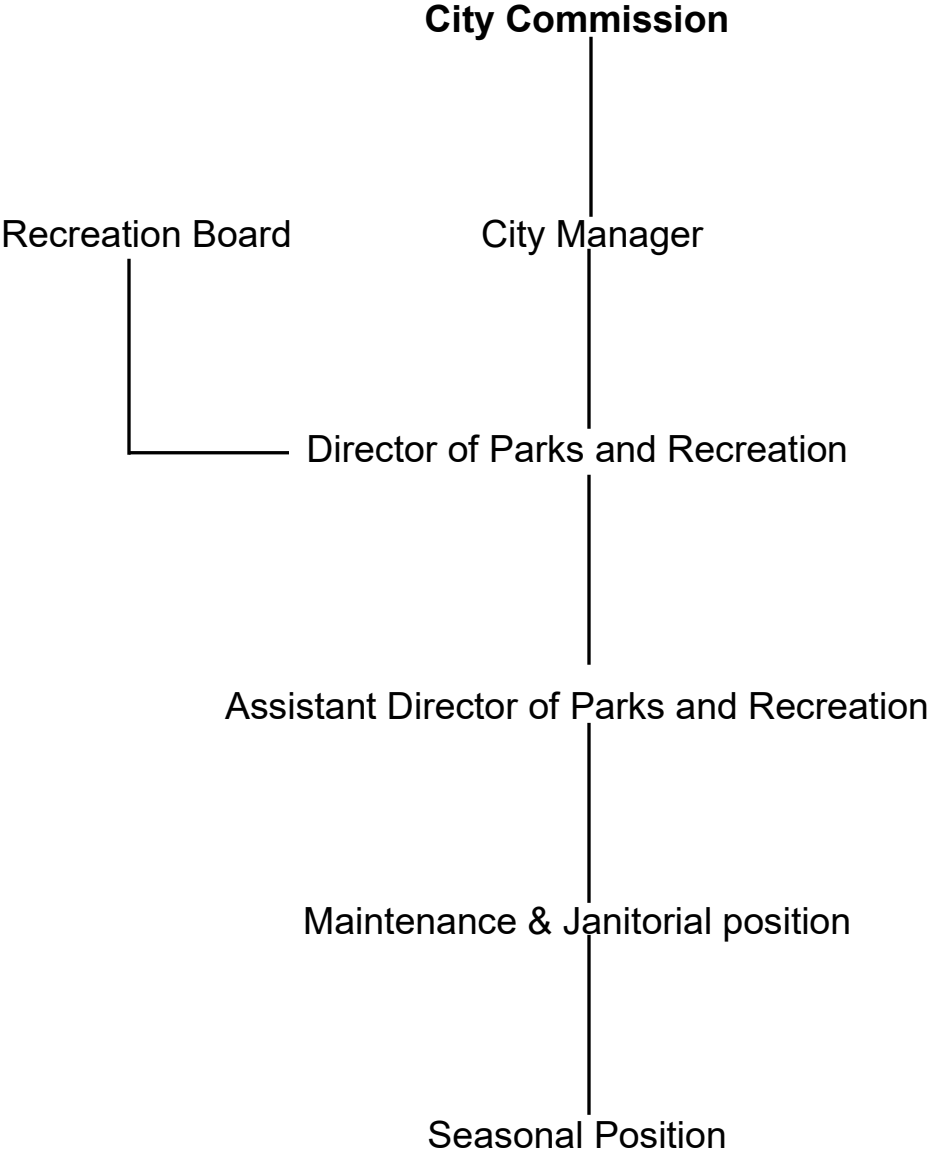 City Commission
Recreation Board
City Manager
Director of Parks and Recreation
Assistant Director of Parks and Recreation
Maintenance & Janitorial position
Seasonal Position